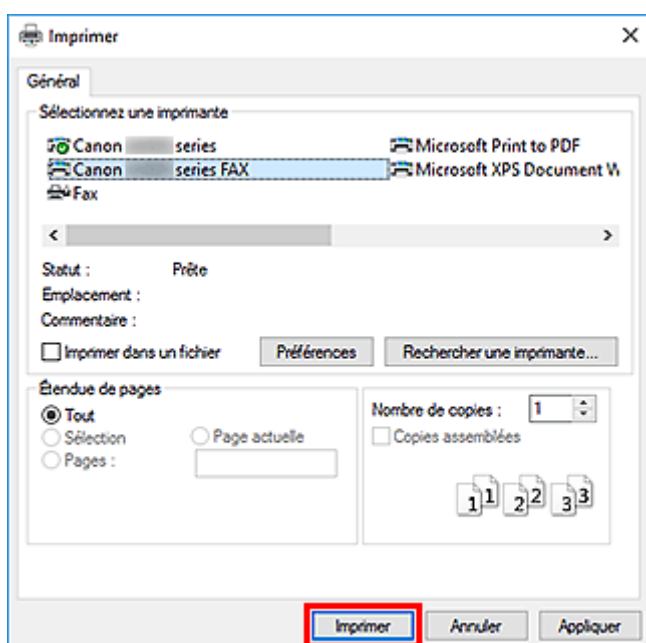 Imprimer
Général
Sélectionnez une imprimante
Canon series
Microsoft Print to PDF
Canon series FAX
Microsoft XPS Document W
Fax
Statut : Prête
Emplacement :
Commentaire :
Imprimer dans un fichier
Préférences
Rechercher une imprimante...
Étendue de pages
Tout
Sélection
Page actuelle
Pages :
Nombre de copies : 1
Copies assemblées
1 1 2 2 3 3
Imprimer
Annuler
Appliquer